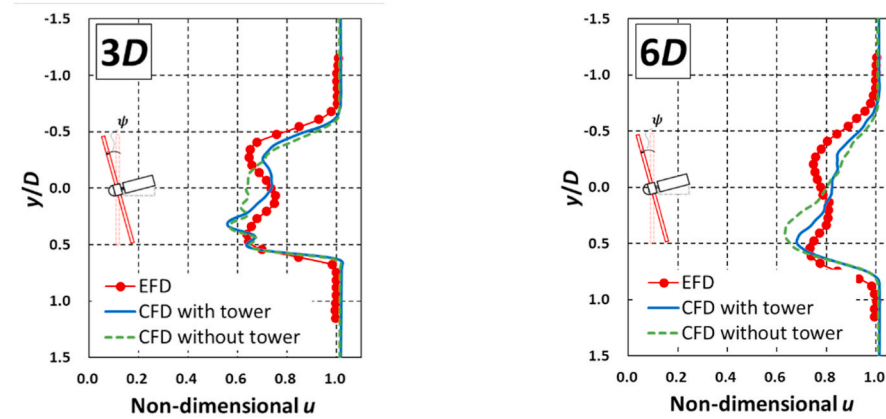 -1.5
-1.0
-0.5
0.0
0.5
1.0
1.5
y/D
3D
ψ
EFD
CFD with tower
CFD without tower
0.0 0.2 0.4 0.6 0.8 1.0
Non-dimensional u
-1.5
-1.0
-0.5
0.0
0.5
1.0
1.5
y/D
6D
ψ
EFD
CFD with tower
CFD without tower
0.0 0.2 0.4 0.6 0.8 1.0
Non-dimensional u